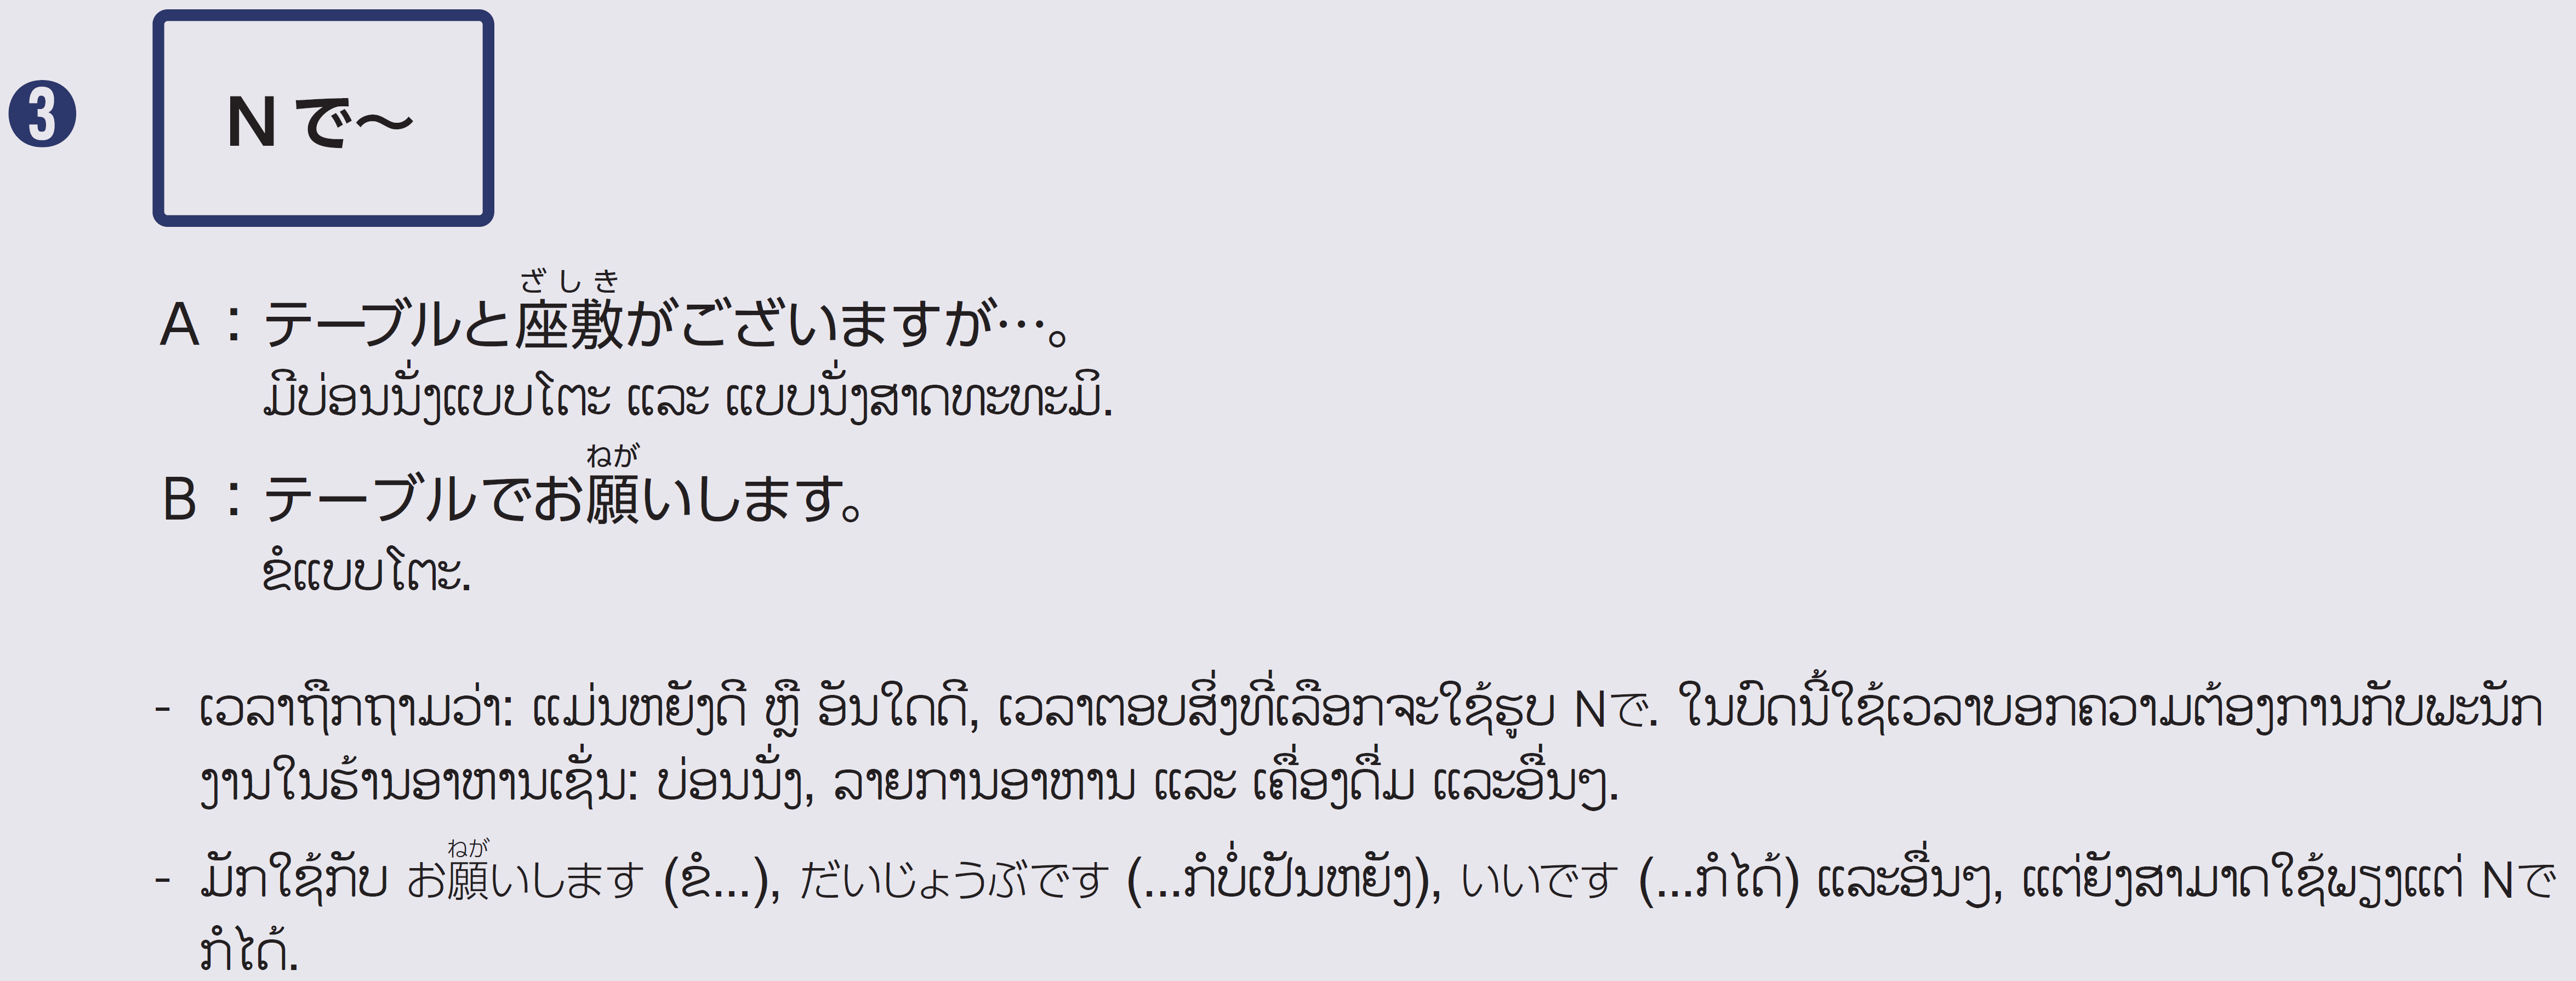 3 Nで～
ざしき
A：テーブルと座敷がございますが…。
ມີບ່ອນນັ່ງແບບໂຕະ ແລະ ແບບນັ່ງສາດທະທະມິ.
ねが
B：テーブルでお願いします。
ຂໍແບບໂຕະ.
- ເວລາຖືກຖາມວ່າ: ແມ່ນຫຍັງດີ ຫຼື ອັນໃດດີ, ເວລາຕອບສິ່ງທີ່ເລືອກຈະໃຊ້ຮູບ Nで. ໃນບົດນີ້ໃຊ້ເວລາບອກຄວາມຕ້ອງການກັບພະນັກ
ງານໃນຮ້ານອາຫານເຊັ່ນ: ບ່ອນນັ່ງ, ລາຍການອາຫານ ແລະ ເຄື່ອງດື່ມ ແລະອື່ນໆ.
ねが
- ມັກໃຊ້ກັບ お願いします (ຂໍ...), だいじょうぶです (...ກໍບໍ່ເປັນຫຍັງ), いいです (...ກໍໄດ້) ແລະອື່ນໆ, ແຕ່ຍັງສາມາດໃຊ້ພຽງແຕ່ Nで
ກໍໄດ້.